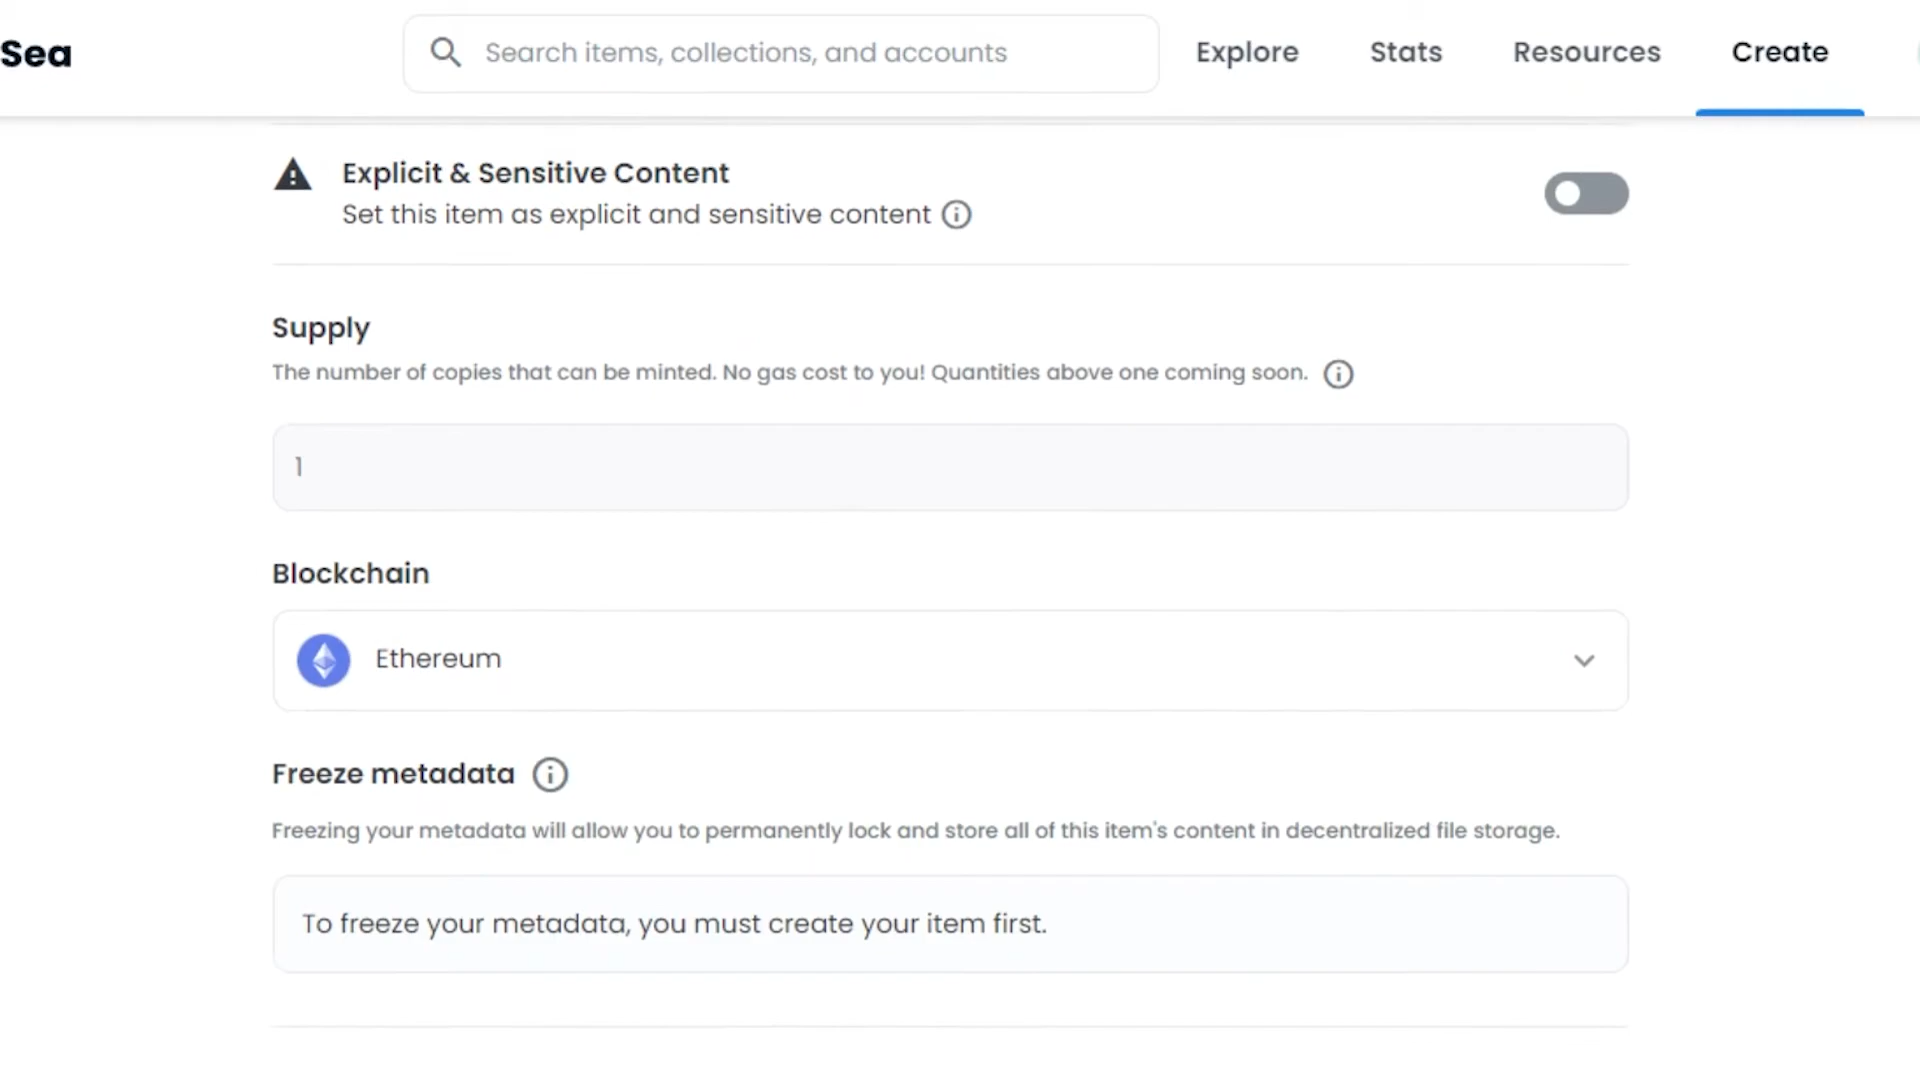 Sea
Search items, collections, and accounts
Explore
Stats
Resources
Create
Explicit & Sensitive Content
Set this item as explicit and sensitive content
Supply
The number of copies that can be minted. No gas cost to you! Quantities above one coming soon.
1
Blockchain
Ethereum
Freeze metadata
Freezing your metadata will allow you to permanently lock and store all of this item's content in decentralized file storage.
To freeze your metadata, you must create your item first.